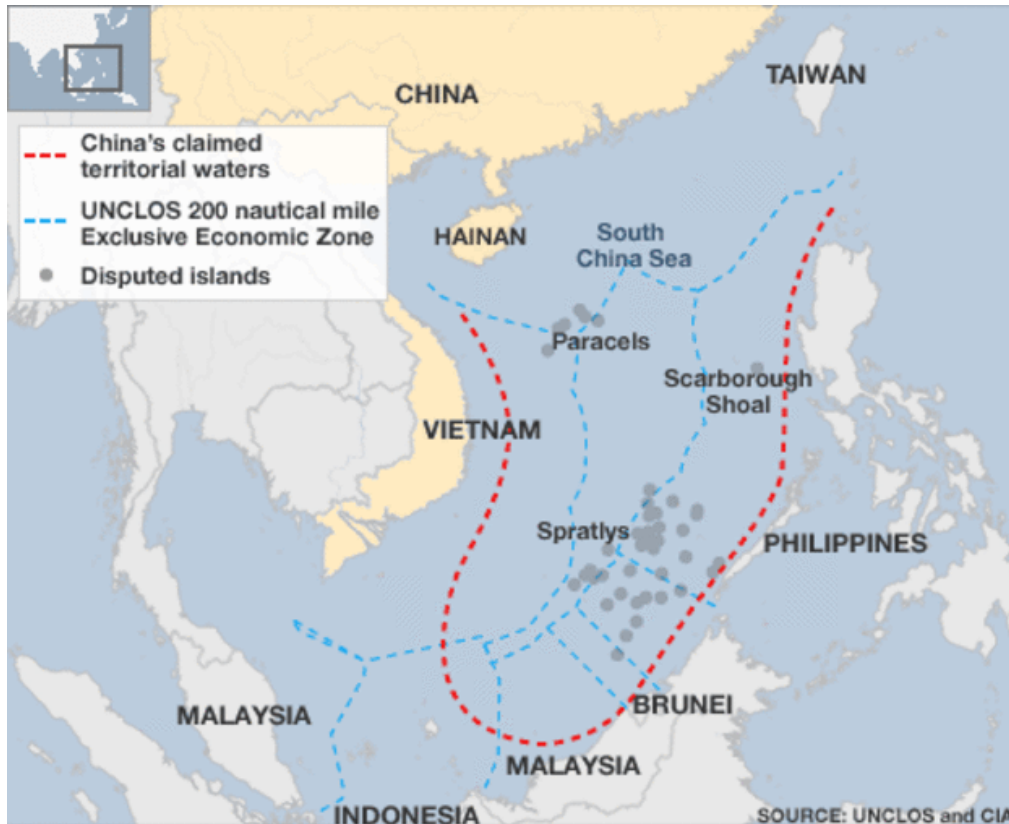 CHINA
TAIWAN
China's claimed
territorial waters
UNCLOS 200 nautical mile
Exclusive Economic Zone
Disputed islands
HAINAN
South
China Sea
Paracels
Scarborough
Shoal
VIETNAM
Spratlys
PHILIPPINES
MALAYSIA
BRUNEI
MALAYSIA
INDONESIA
SOURCE: UNCLOS and CIA